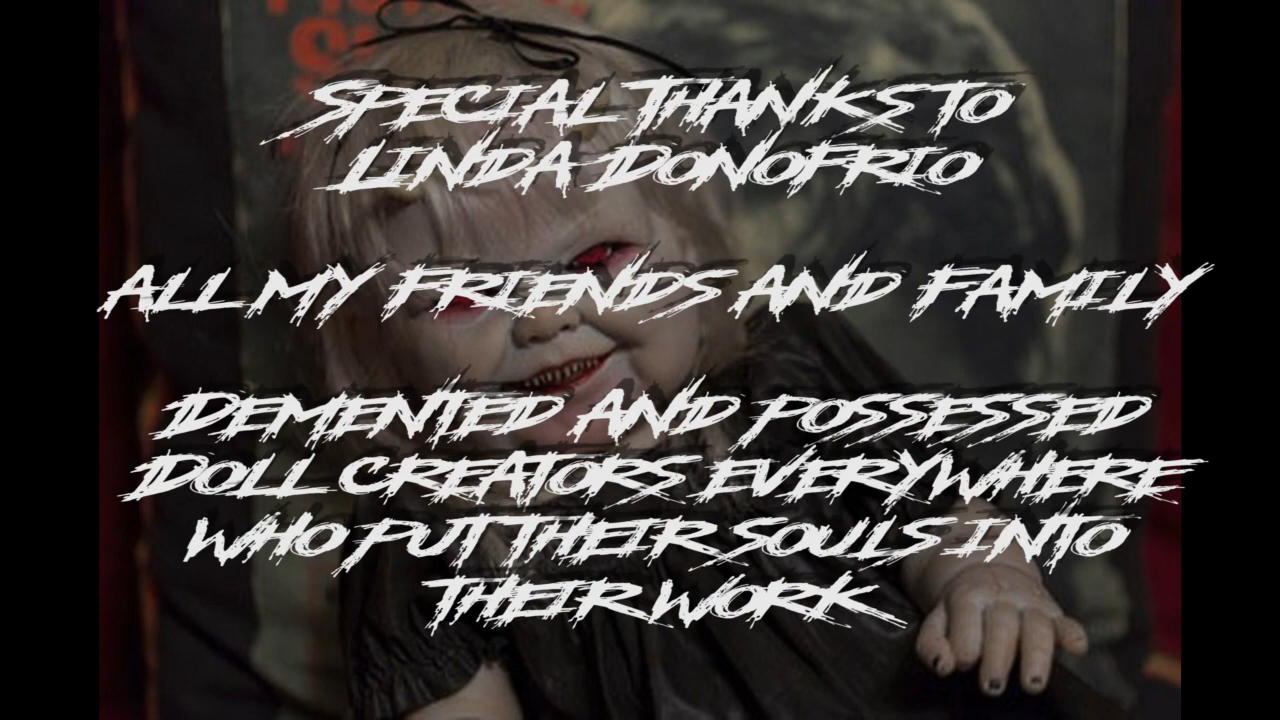 SPECIAL THANKS TO
LINDA DONOFRIO
ALL MY FRIENDS AND FAMILY
DEMENTED AND POSSESSED
DOLL CREATORS EVERYWHERE
WHO PUT THEIR SOULS INTO
THEIR WORK